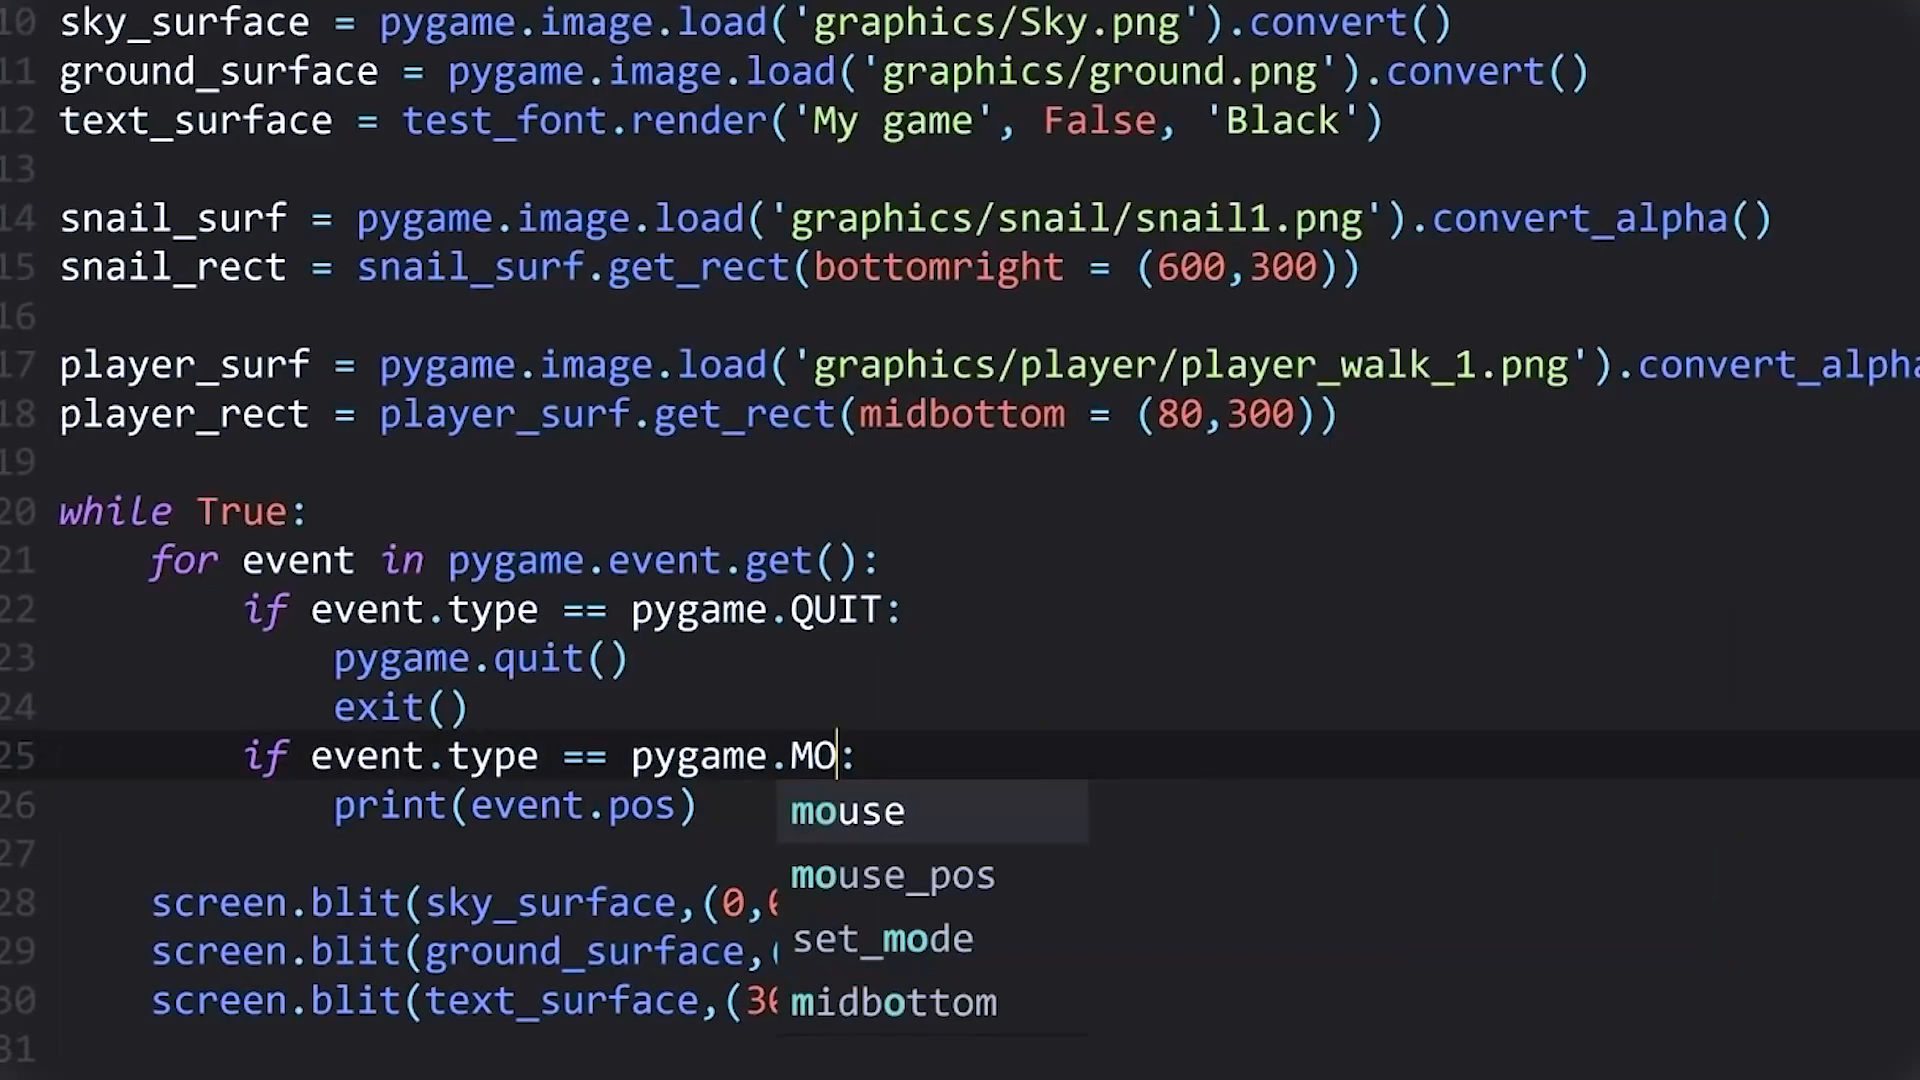 10 sky_surface = pygame.image.load('graphics/Sky.png').convert()
11 ground_surface = pygame.image.load('graphics/ground.png').convert()
12 text_surface = test_font.render('My game', False, 'Black')
13
14 snail_surf = pygame.image.load('graphics/snail/snail1.png').convert_alpha()
15 snail_rect = snail_surf.get_rect(bottomright = (600,300))
16
17 player_surf = pygame.image.load('graphics/player/player_walk_1.png').convert_alpha
18 player_rect = player_surf.get_rect(midbottom = (80,300))
19
20 while True:
21     for event in pygame.event.get():
22         if event.type == pygame.QUIT:
23             pygame.quit()
24             exit()
25         if event.type == pygame.MO:
26             print(event.pos)
mouse
27
mouse_pos
28     screen.blit(sky_surface,(0,
29     screen.blit(ground_surface,(
set_mode
30     screen.blit(text_surface,(3
midbottom
31